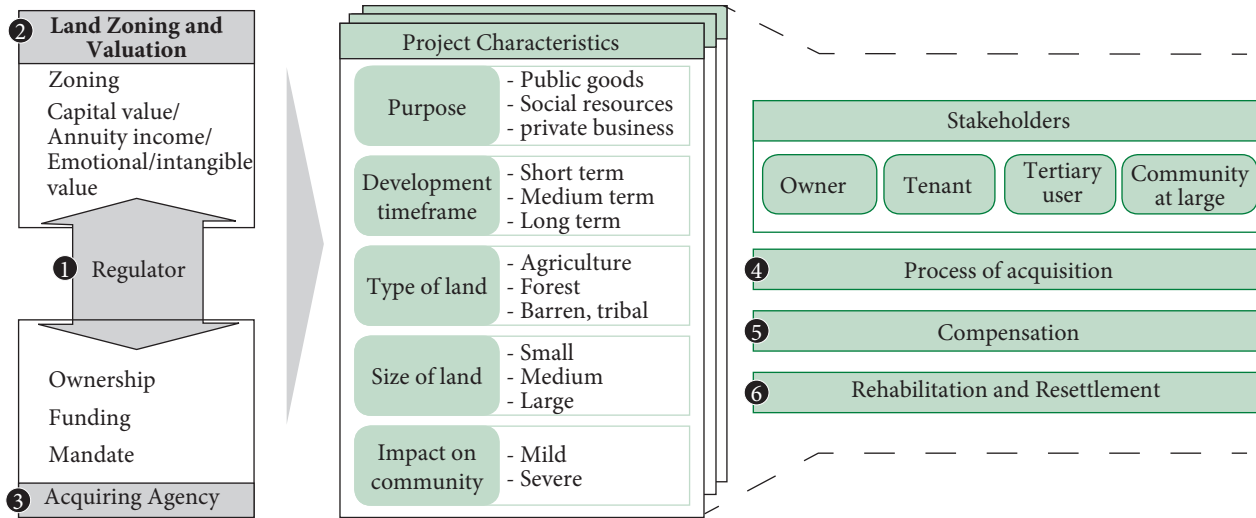 2
Land Zoning and
Valuation
Zoning
Capital value/
Annuity income/
Emotional/intangible
value
1
Regulator
Ownership
Funding
Mandate
3
Acquiring Agency
Project Characteristics
Purpose
- Public goods
- Social resources
- private business
Development
timeframe
- Short term
- Medium term
- Long term
Type of land
- Agriculture
- Forest
- Barren, tribal
Size of land
- Small
- Medium
- Large
Impact on
community
- Mild
- Severe
Stakeholders
Owner
Tenant
Tertiary
user
Community
at large
4
Process of acquisition
5
Compensation
6
Rehabilitation and Resettlement